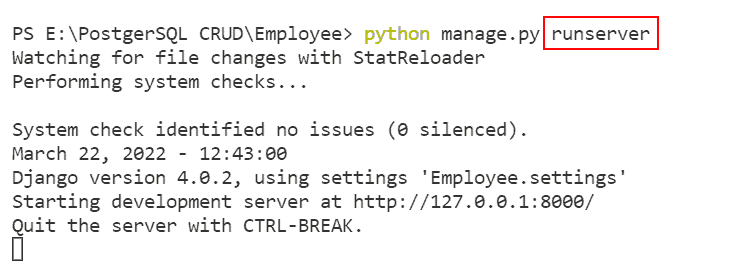 PS E:\PostgerSQL CRUD\Employee> python manage.py runserver
Watching for file changes with StatReloader
Performing system checks...
System check identified no issues (0 silenced).
March 22, 2022 - 12:43:00
Django version 4.0.2, using settings 'Employee.settings'
Starting development server at http://127.0.0.1:8000/
Quit the server with CTRL-BREAK.